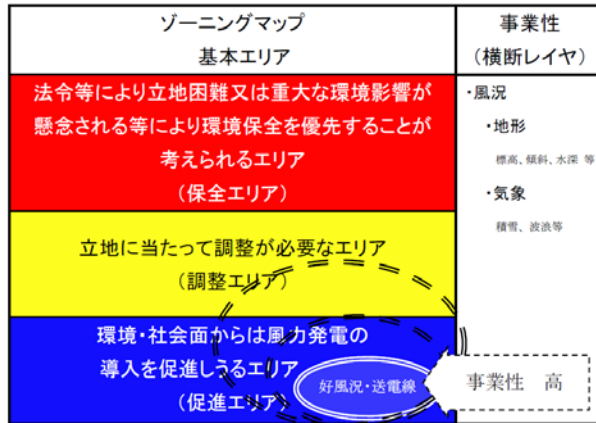 ゾーニングマップ
基本エリア
事業性
(横断レイヤ)
法令等により立地困難又は重大な環境影響が
懸念される等により環境保全を優先することが
考えられるエリア
(保全エリア)
立地に当たって調整が必要なエリア
(調整エリア)
環境・社会面からは風力発電の
導入を促進しうるエリア
(促進エリア)
好風況・送電線
・風況
・地形
標高、傾斜、水深 等
・気象
積雪、波浪等
事業性 高